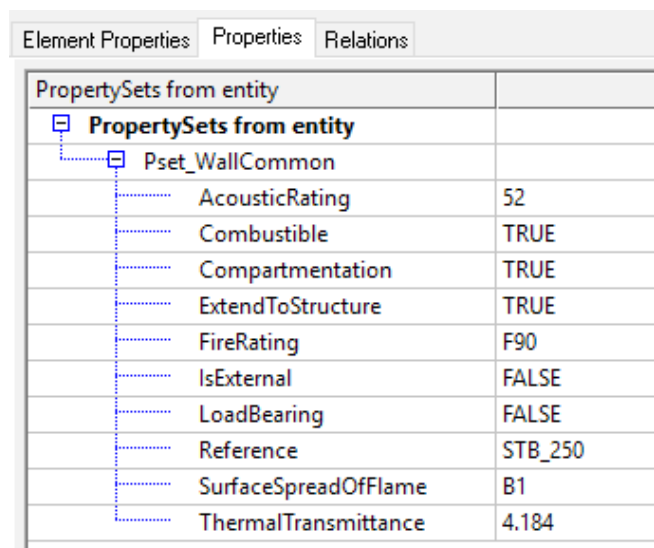 Element Properties Properties Relations
PropertySets from entity
PropertySets from entity
Pset_WallCommon
AcousticRating 52
Combustible TRUE
Compartmentation TRUE
ExtendToStructure TRUE
FireRating F90
IsExternal FALSE
LoadBearing FALSE
Reference STB_250
SurfaceSpreadOfFlame B1
ThermalTransmittance 4.184